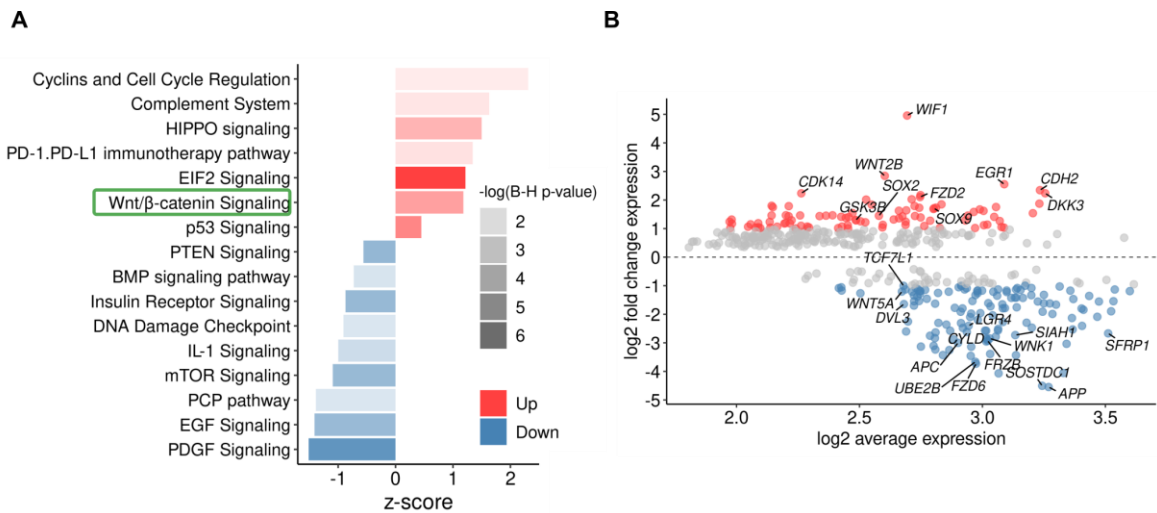 A
Cyclins and Cell Cycle Regulation
Complement System
HIPPO signaling
PD-1.PD-L1 immunotherapy pathway
EIF2 Signaling
Wnt/β-catenin Signaling
p53 Signaling
PTEN Signaling
BMP signaling pathway
Insulin Receptor Signaling
DNA Damage Checkpoint
IL-1 Signaling
mTOR Signaling
PCP pathway
EGF Signaling
PDGF Signaling
-1 0 1 2
z-score
-log(B-H p-value)
2
3
4
5
6
Up
Down
B
log2 fold change expression
5
4
3
2
1
0
-1
-2
-3
-4
-5
WIF1
WNT2B
CDK14
SOX2
EGR1
FZD2
CDH2
GSK3B
SOX9
DKK3
TCF7L1
WNT5A
DVL3
LGR4
CYLD
SIAH1
WNK1
SFRP1
APC
FRZB
UBE2B
FZD6
SOSTDC1
APP
2.0 2.5 3.0 3.5
log2 average expression